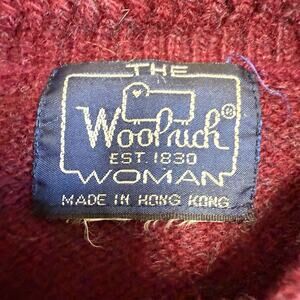 THE
Woolrich®
EST. 1830
WOMAN
MADE IN HONG KONG